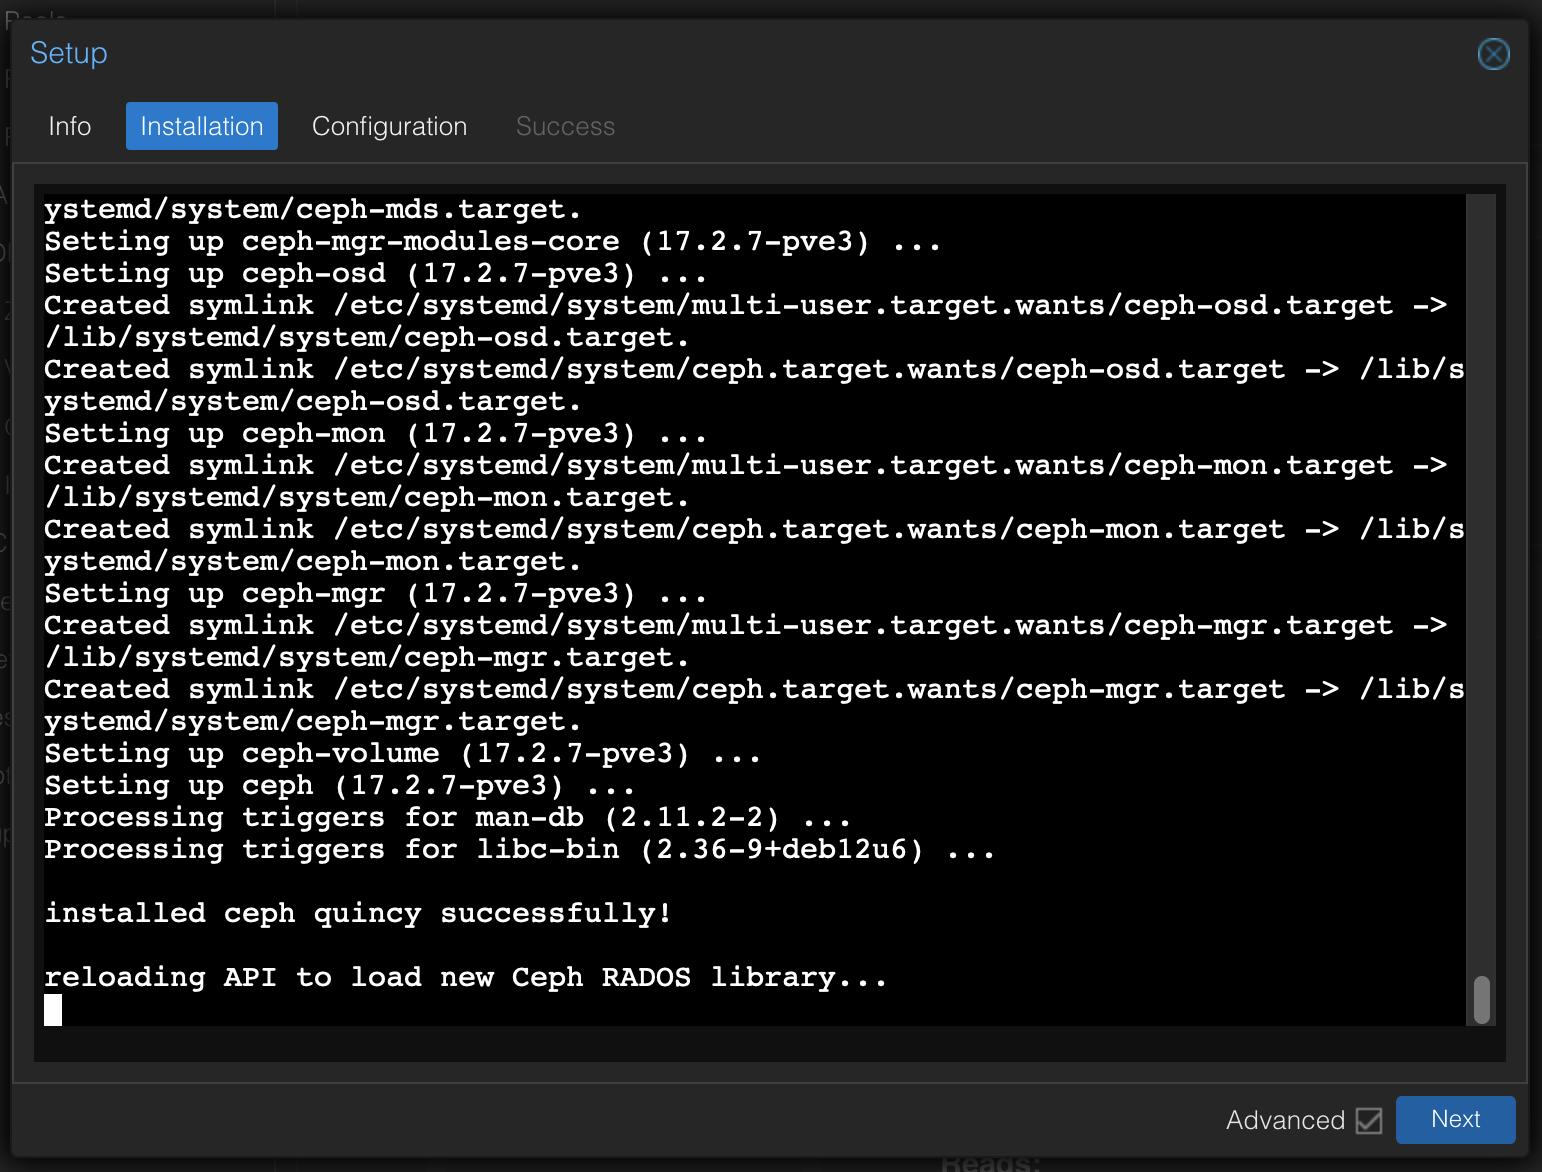 Setup
Info Installation Configuration Success
ystemd/system/ceph-mds.target.
Setting up ceph-mgr-modules-core (17.2.7-pve3) ...
Setting up ceph-osd (17.2.7-pve3) ...
Created symlink /etc/systemd/system/multi-user.target.wants/ceph-osd.target ->
/lib/systemd/system/ceph-osd.target.
Created symlink /etc/systemd/system/ceph.target.wants/ceph-osd.target -> /lib/s
ystemd/system/ceph-osd.target.
Setting up ceph-mon (17.2.7-pve3) ...
Created symlink /etc/systemd/system/multi-user.target.wants/ceph-mon.target ->
/lib/systemd/system/ceph-mon.target.
Created symlink /etc/systemd/system/ceph.target.wants/ceph-mon.target -> /lib/s
ystemd/system/ceph-mon.target.
Setting up ceph-mgr (17.2.7-pve3) ...
Created symlink /etc/systemd/system/multi-user.target.wants/ceph-mgr.target ->
/lib/systemd/system/ceph-mgr.target.
Created symlink /etc/systemd/system/ceph.target.wants/ceph-mgr.target -> /lib/s
ystemd/system/ceph-mgr.target.
Setting up ceph-volume (17.2.7-pve3) ...
Setting up ceph (17.2.7-pve3) ...
Processing triggers for man-db (2.11.2-2) ...
Processing triggers for libc-bin (2.36-9+deb12u6) ...
installed ceph quincy successfully!
reloading API to load new Ceph RADOS library...
Advanced Next
Reads: